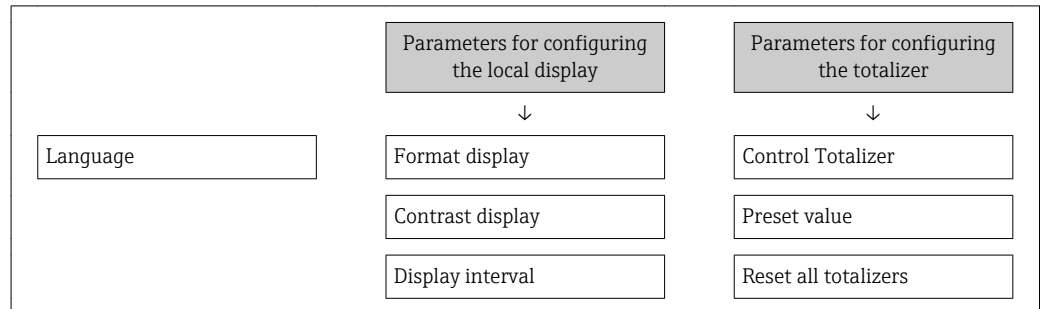 Parameters for configuring
the local display
Parameters for configuring
the totalizer
↓
↓
Language
Format display
Control Totalizer
Contrast display
Preset value
Display interval
Reset all totalizers